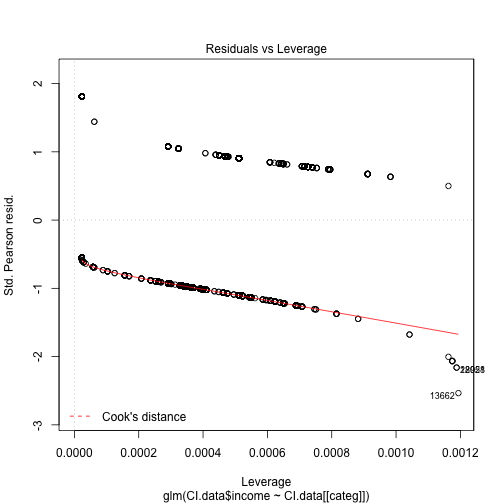 Residuals vs Leverage
Std. Pearson resid.
2
1
0
-1
-2
-3
13662
Cook's distance
0.0000 0.0002 0.0004 0.0006 0.0008 0.0010 0.0012
Leverage
glm(CI.data$income ~ CI.data[[categ]])